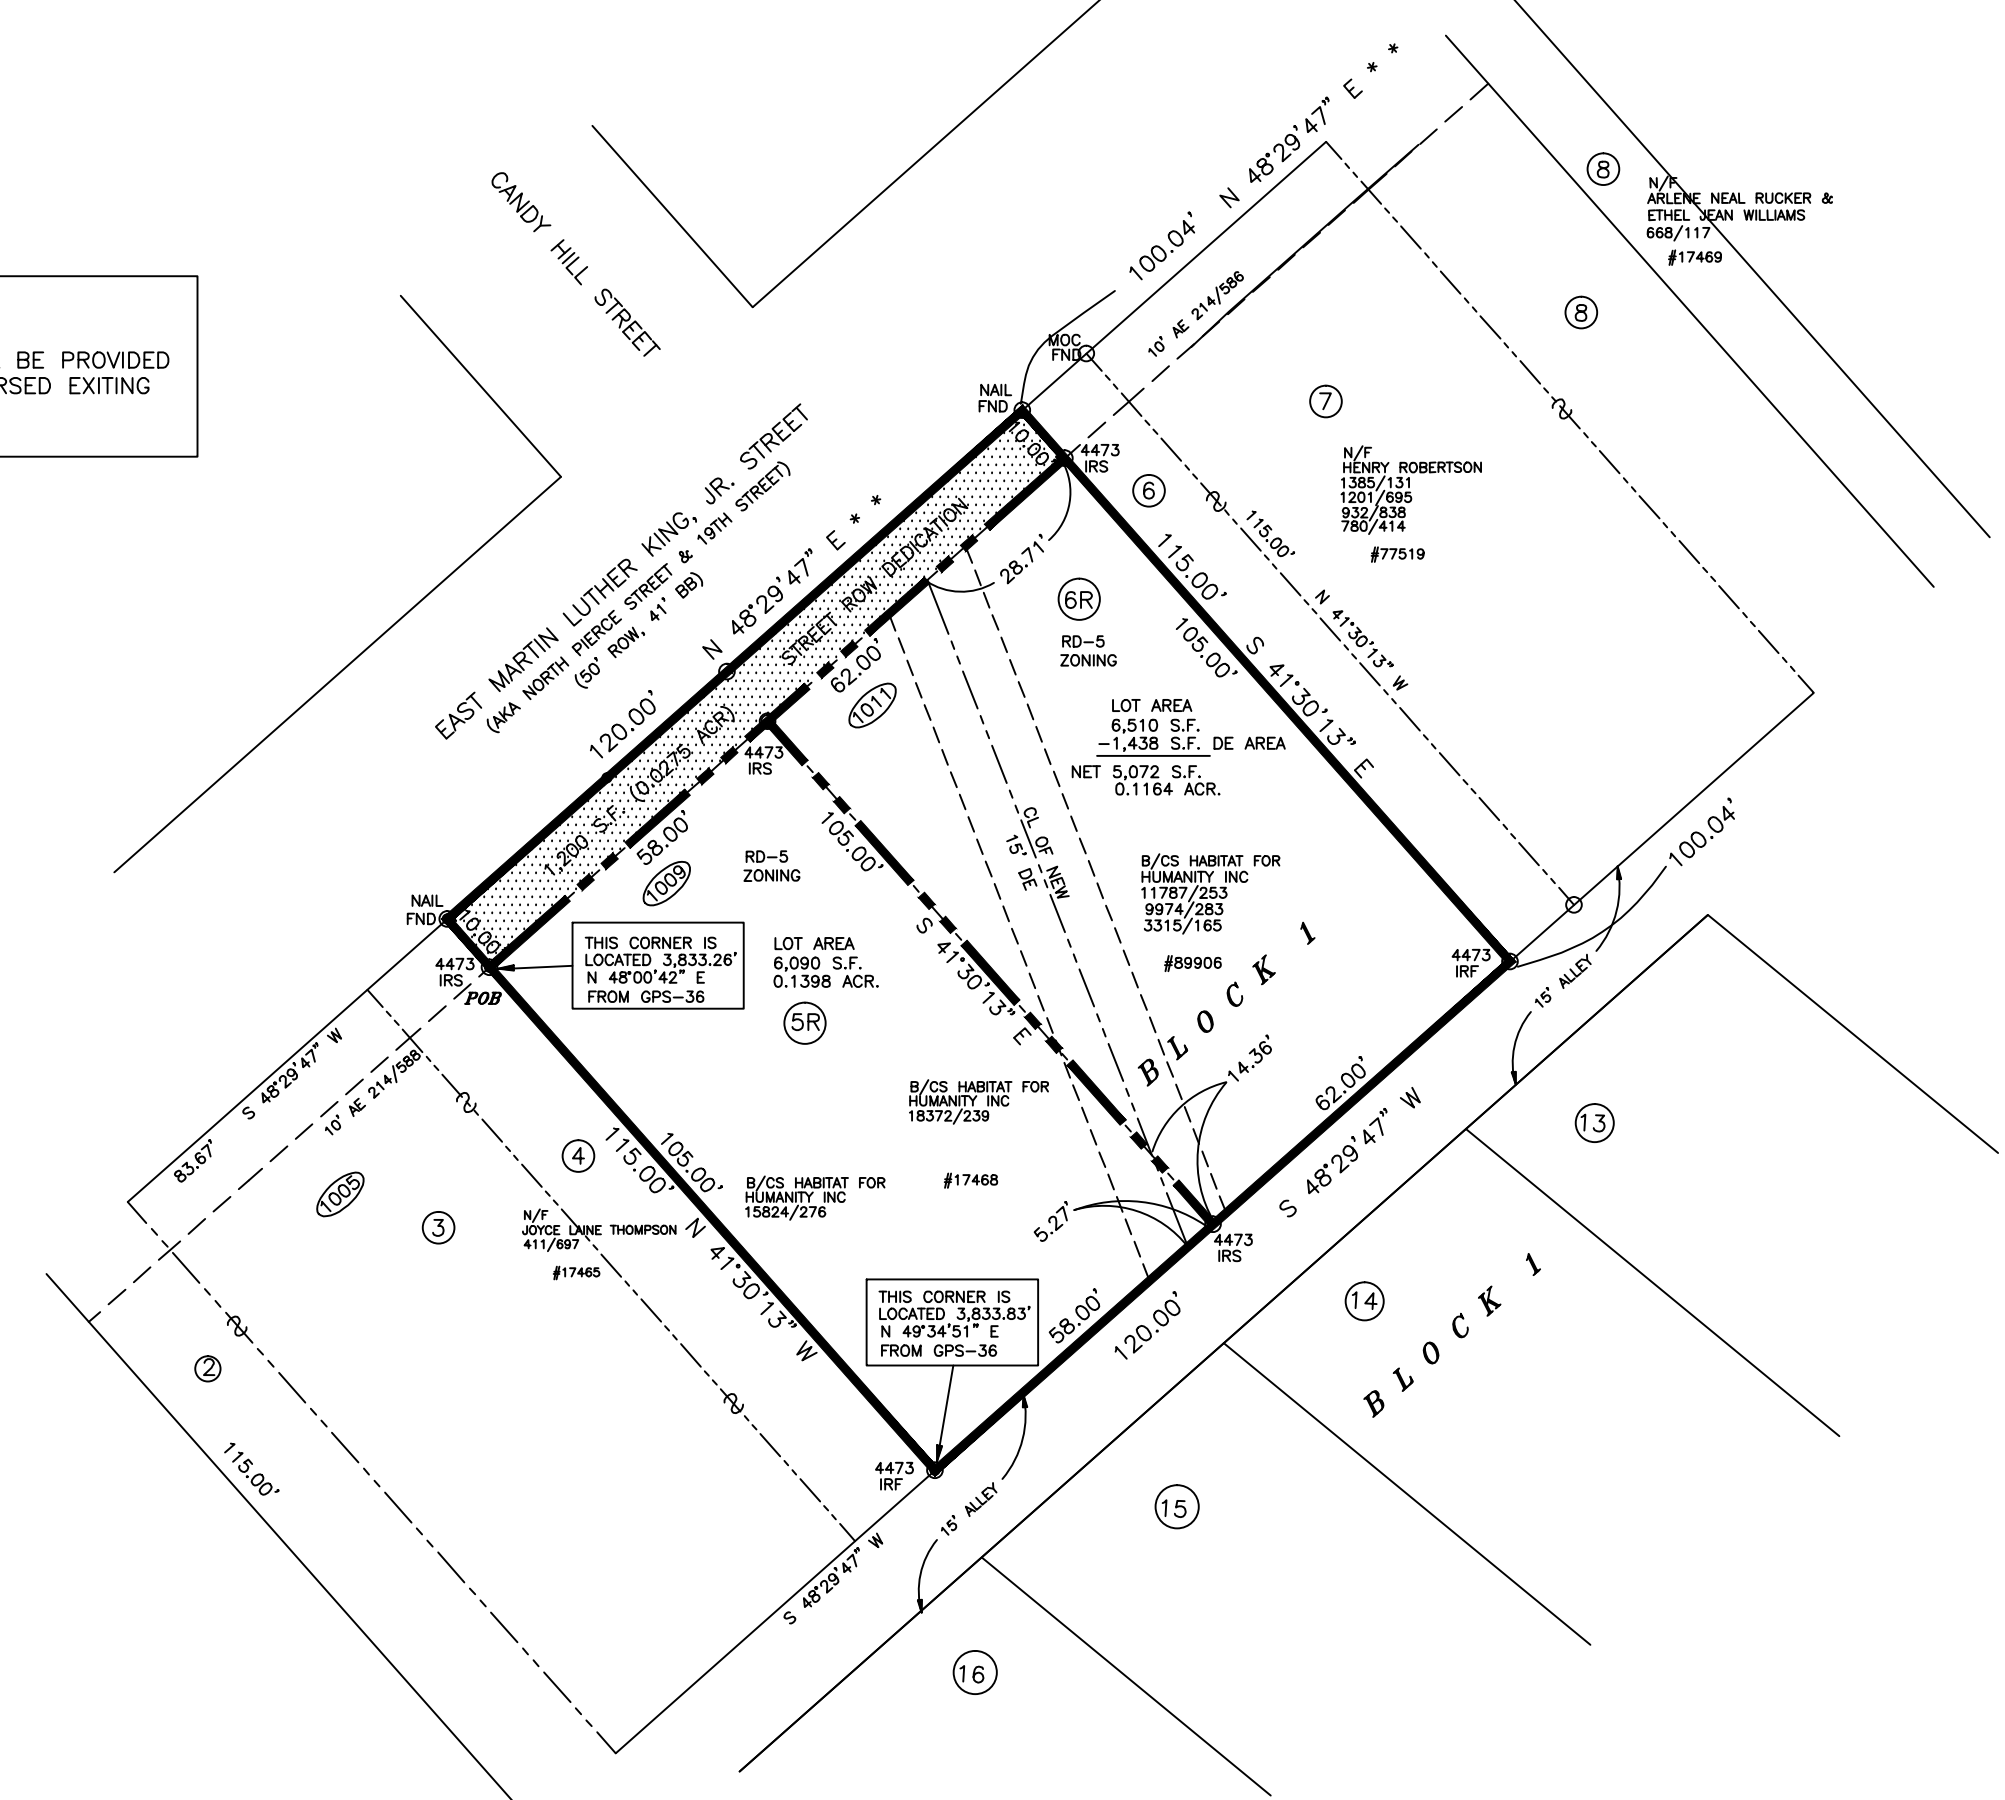 BE PROVIDED
RSED EXITING
CANDY HILL STREET
EAST MARTIN LUTHER KING, JR. STREET
(AKA NORTH PIERCE STREET & 19TH STREET)
(50' ROW, 41' BB)
100.04' N 48°29'47" E * *
N/F
ARLENE NEAL RUCKER &
ETHEL JEAN WILLIAMS
668/117
#17469
8
8
10' AE 214/586
MOC
FND
NAIL
FND
10.00'
4473
IRS
6
7
N/F
HENRY ROBERTSON
1385/131
1201/695
932/838
780/414
#77519
115.00'
N 41°30'13" W
120.00' N 48°29'47" E * *
1,200 S.F. (0.0275 ACR) STREET ROW DEDICATION
28.71'
62.00'
1011
4473
IRS
58.00'
1009
6R
RD-5
ZONING
115.00'
105.00'
S 41°30'13" E
LOT AREA
6,510 S.F.
-1,438 S.F. DE AREA
NET 5,072 S.F.
0.1164 ACR.
CL OF NEW
15' DE
B/CS HABITAT FOR
HUMANITY INC
11787/253
9974/283
3315/165
#89906
BLOCK 1
RD-5
ZONING
105.00'
S 41°30'13" E
NAIL
FND
10.00'
4473
IRS
POB
THIS CORNER IS
LOCATED 3,833.26'
N 48°00'42" E
FROM GPS-36
LOT AREA
6,090 S.F.
0.1398 ACR.
5R
4473
IRF
100.04'
15' ALLEY
14.36'
62.00'
S 48°29'47" W
B/CS HABITAT FOR
HUMANITY INC
18372/239
#17468
B/CS HABITAT FOR
HUMANITY INC
15824/276
83.67' S 48°29'47" W
10' AE 214/588
1005
4
3
105.00'
115.00'
N 41°30'13" W
N/F
JOYCE LAINE THOMPSON
411/697
#17465
5.27'
4473
IRS
58.00'
120.00'
THIS CORNER IS
LOCATED 3,833.83'
N 49°34'51" E
FROM GPS-36
4473
IRF
15' ALLEY
S 48°29'47" W
2
115.00'
13
14
BLOCK 1
15
16